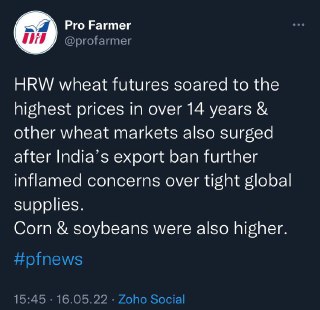 Pro Farmer
@profarmer
HRW wheat futures soared to the
highest prices in over 14 years &
other wheat markets also surged
after India's export ban further
inflamed concerns over tight global
supplies.
Corn & soybeans were also higher.
#pfnews
15:45 · 16.05.22 · Zoho Social